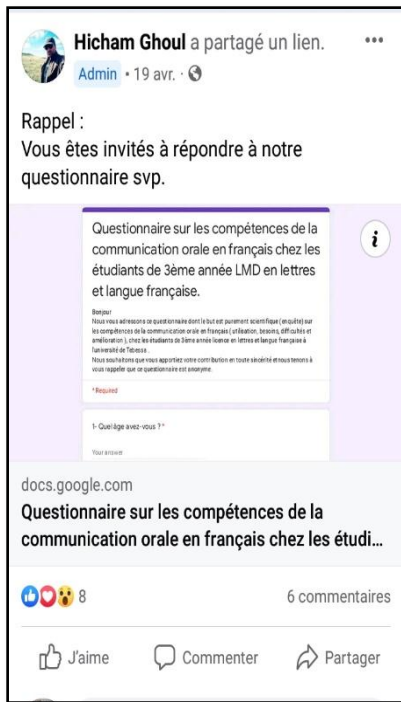 Hicham Ghoul a partagé un lien.
Admin • 19 avr. ·
Rappel :
Vous êtes invités à répondre à notre
questionnaire svp.
Questionnaire sur les compétences de la
communication orale en français chez les
étudiants de 3ème année LMD en lettres
et langue française.
Bonjour
Nous vous adressons ce questionnaire dont le but est purement scientifique ( enquête) sur
les compétences de la communication orale en français ( utilisation, besoins, difficultés et
amélioration ), chez les étudiants de 3ième année licence en lettres et langue française à
l'université de Tebessa .
Nous souhaitons que vous apportiez votre contribution en toute sincérité et nous tenons à
vous rappeler que ce questionnaire est anonyme.
* Required
1- Quel âge avez-vous ? *
Your answer
docs.google.com
Questionnaire sur les compétences de la
communication orale en français chez les étudi...
8 6 commentaires
J'aime Commenter Partager